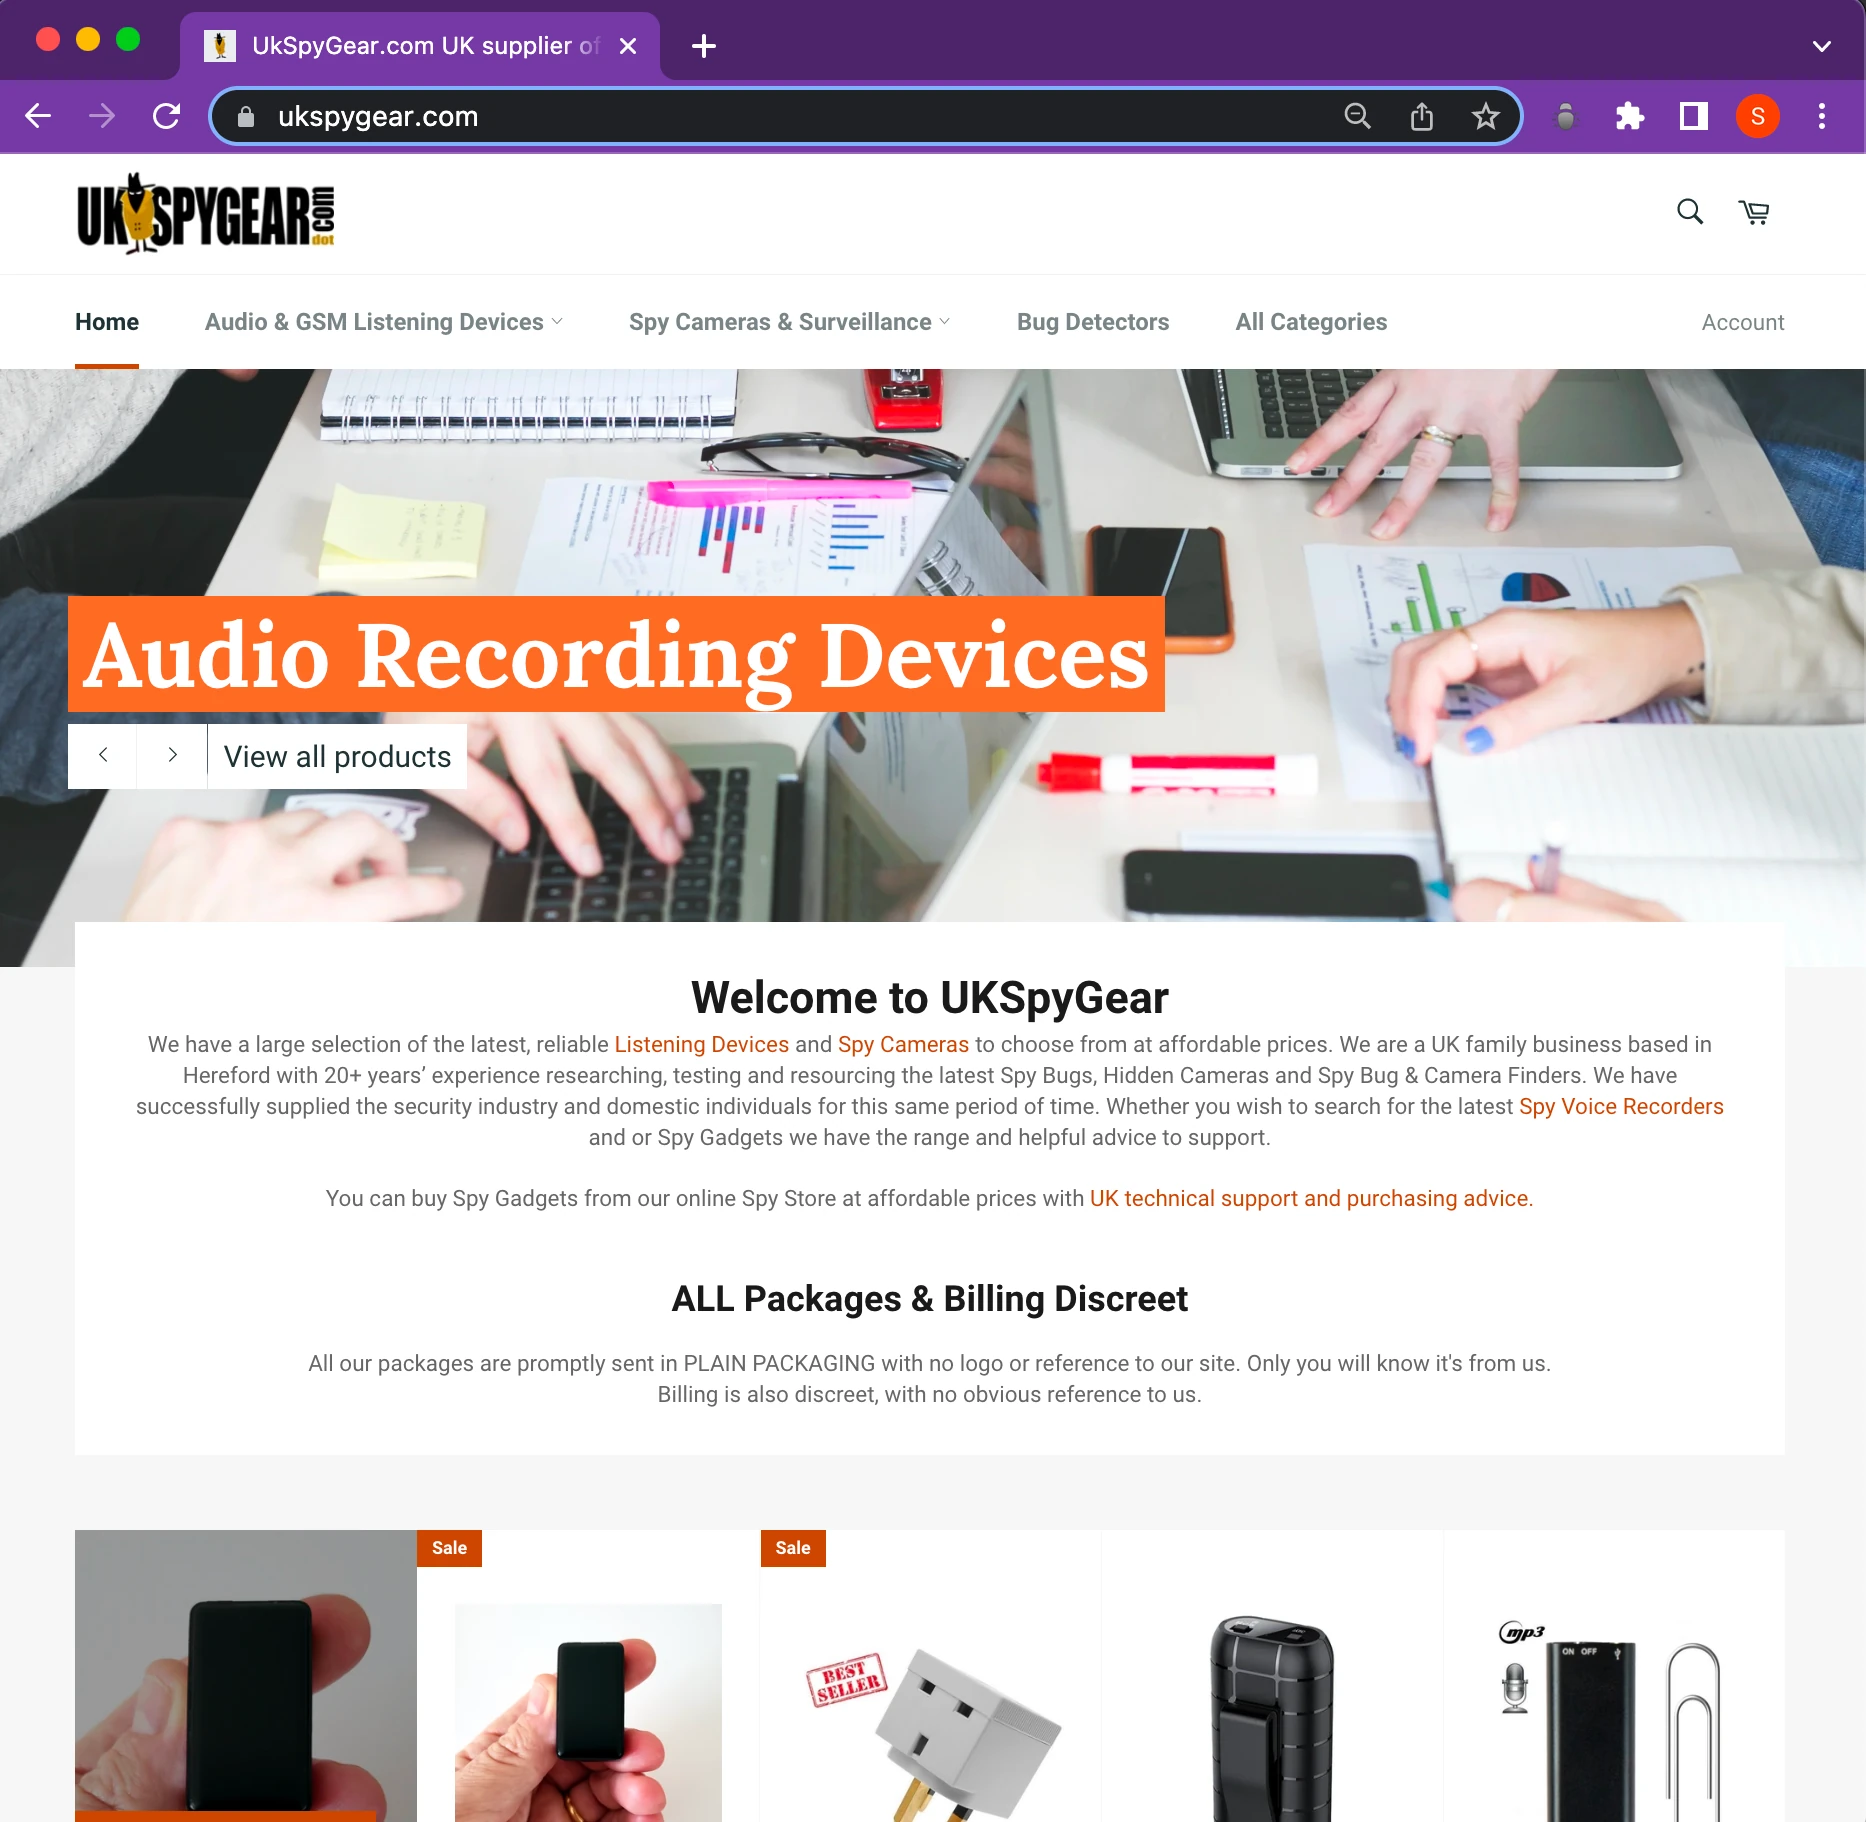 UkSpyGear.com UK supplier of
ukspygear.com
S
UKSPYGEAR dot com
Home
Audio & GSM Listening Devices
Spy Cameras & Surveillance
Bug Detectors
All Categories
Account
Audio Recording Devices
View all products
Welcome to UKSpyGear
We have a large selection of the latest, reliable Listening Devices and Spy Cameras to choose from at affordable prices. We are a UK family business based in
Hereford with 20+ years’ experience researching, testing and resourcing the latest Spy Bugs, Hidden Cameras and Spy Bug & Camera Finders. We have
successfully supplied the security industry and domestic individuals for this same period of time. Whether you wish to search for the latest Spy Voice Recorders
and or Spy Gadgets we have the range and helpful advice to support.
You can buy Spy Gadgets from our online Spy Store at affordable prices with UK technical support and purchasing advice.
ALL Packages & Billing Discreet
All our packages are promptly sent in PLAIN PACKAGING with no logo or reference to our site. Only you will know it's from us.
Billing is also discreet, with no obvious reference to us.
Sale
Sale
BEST
SELLER
mp3
ON OFF